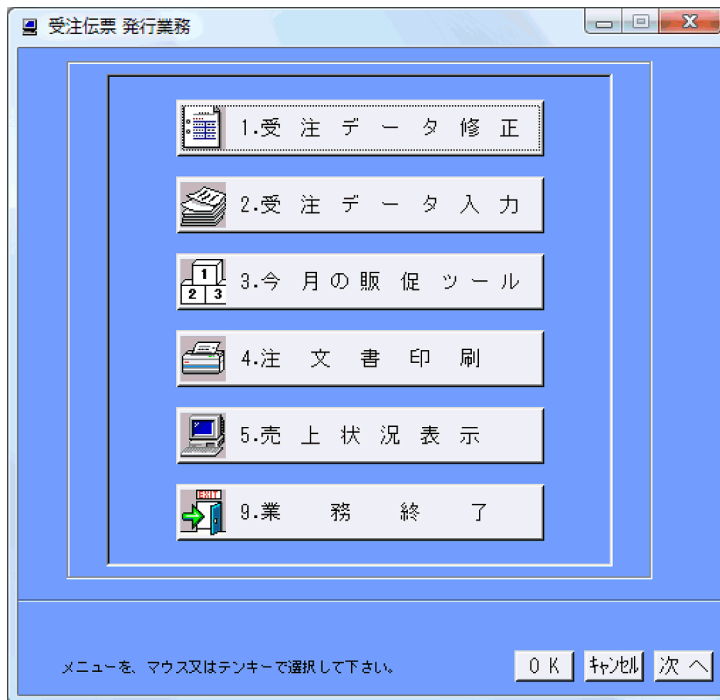 受注伝票 発行業務
1.受 注 デ ー タ 修 正
2.受 注 デ ー タ 入 力
1
2 3
3.今 月の販 促 ツール
4.注 文 書 印 刷
5.売 上 状 況 表 示
EXIT
9.業 務 終 了
メニューを、マウス又はテンキーで選択して下さい。
O K ｷｬﾝｾﾙ 次 へ